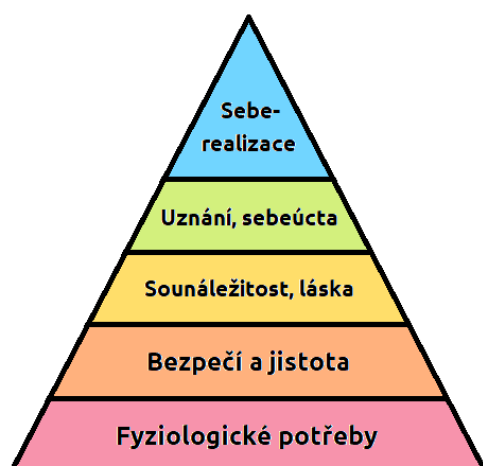 Sebe-
realizace
Uznání, sebeúcta
Sounáležitost, láska
Bezpečí a jistota
Fyziologické potřeby